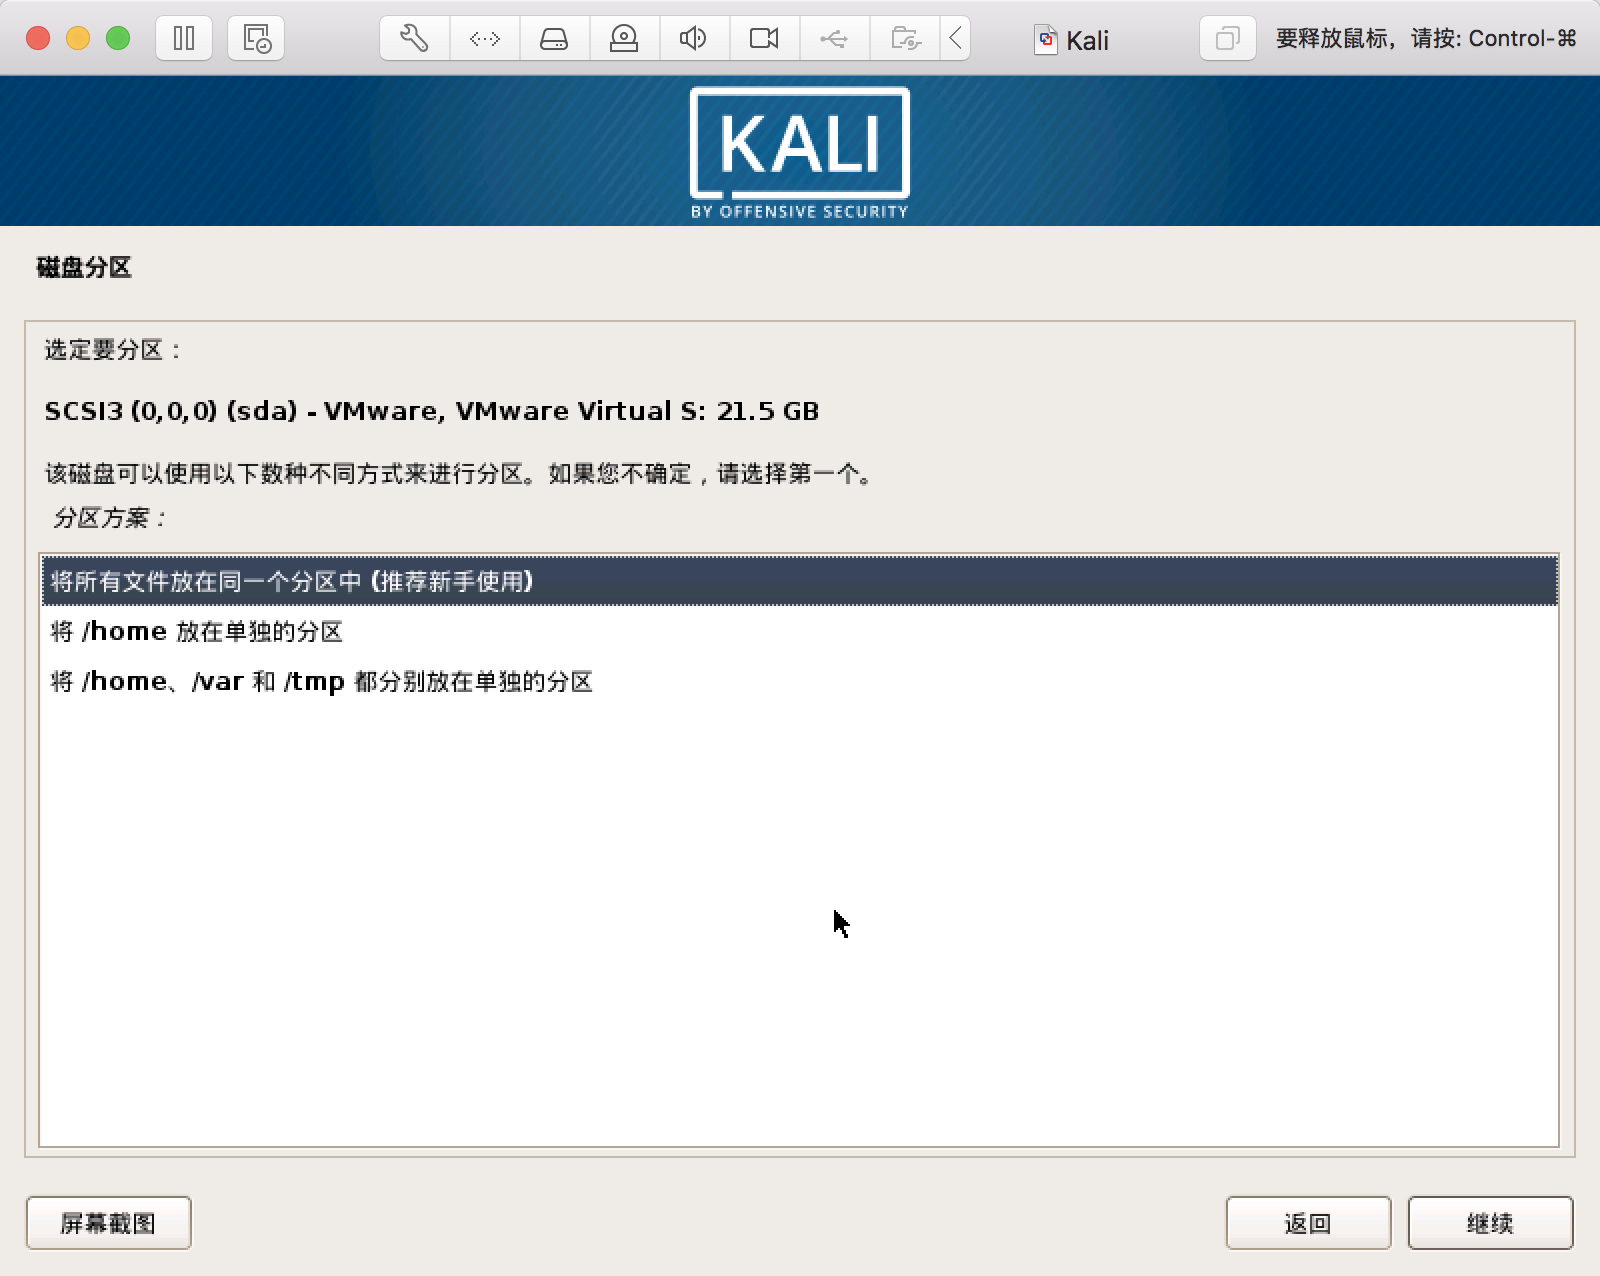 Kali
要释放鼠标，请按: Control-⌘
KALI
BY OFFENSIVE SECURITY
磁盘分区
选定要分区：
SCSI3 (0,0,0) (sda) - VMware, VMware Virtual S: 21.5 GB
该磁盘可以使用以下数种不同方式来进行分区。如果您不确定，请选择第一个。
分区方案：
将所有文件放在同一个分区中 (推荐新手使用)
将 /home 放在单独的分区
将 /home、/var 和 /tmp 都分别放在单独的分区
屏幕截图
返回
继续